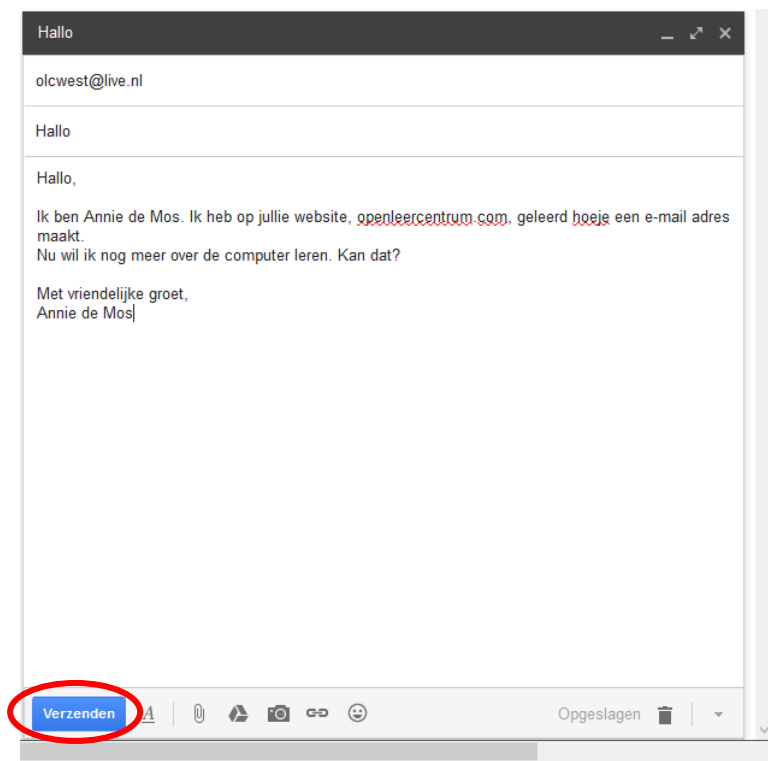 Hallo
olcwest@live.nl
Hallo
Hallo,
Ik ben Annie de Mos. Ik heb op jullie website, openleercentrum.com, geleerd hoeje een e-mail adres
maakt.
Nu wil ik nog meer over de computer leren. Kan dat?
Met vriendelijke groet,
Annie de Mos
Verzenden A Opgeslagen